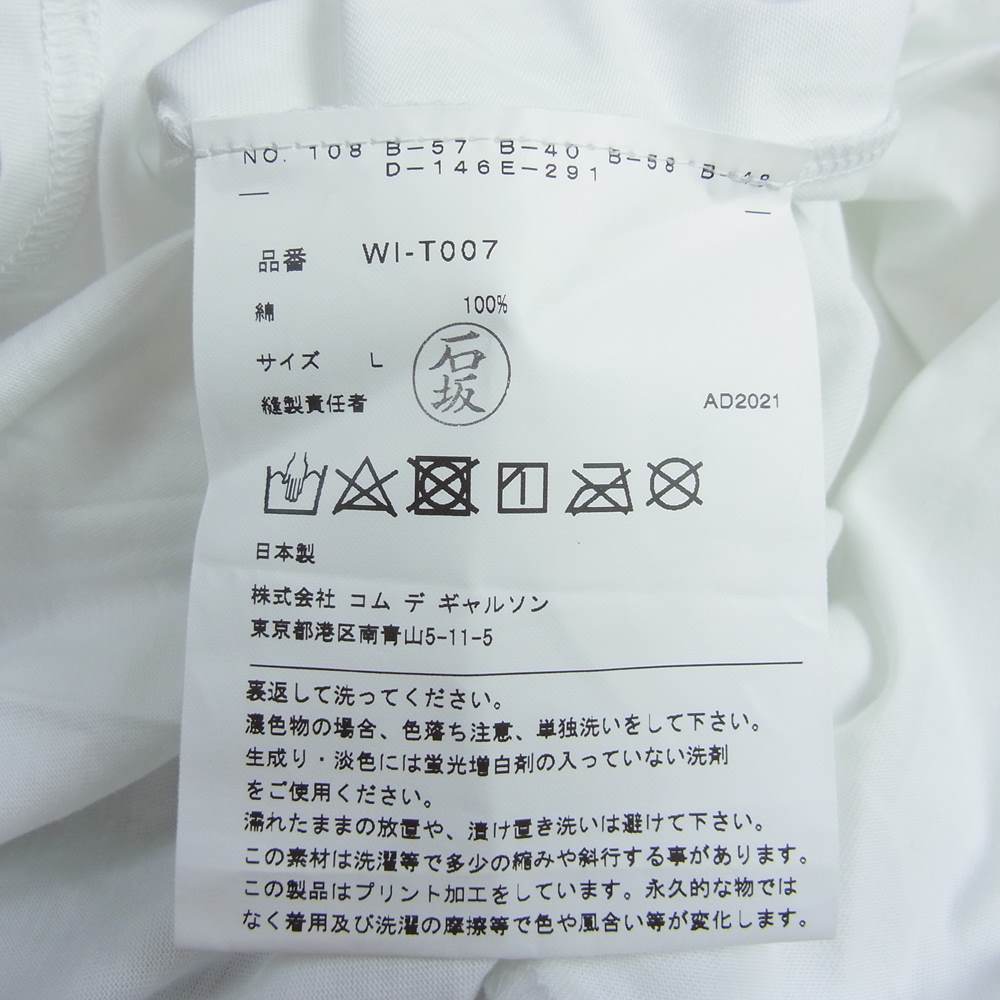 NO. 108 B-57 B-40 B-58 B-48
D-146E-291
品番 WI-T007
綿 100%
サイズ L
石坂
縫製責任者 AD2021
日本製
株式会社 コム デ ギャルソン
東京都港区南青山5-11-5
裏返して洗ってください。
濃色物の場合、色落ち注意、単独洗いをして下さい。
生成り・淡色には蛍光増白剤の入っていない洗剤
をご使用ください。
濡れたままの放置や、漬け置き洗いは避けて下さい。
この素材は洗濯等で多少の縮みや斜行する事があります。
この製品はプリント加工をしています。永久的な物では
なく着用及び洗濯の摩擦等で色や風合い等が変化します。